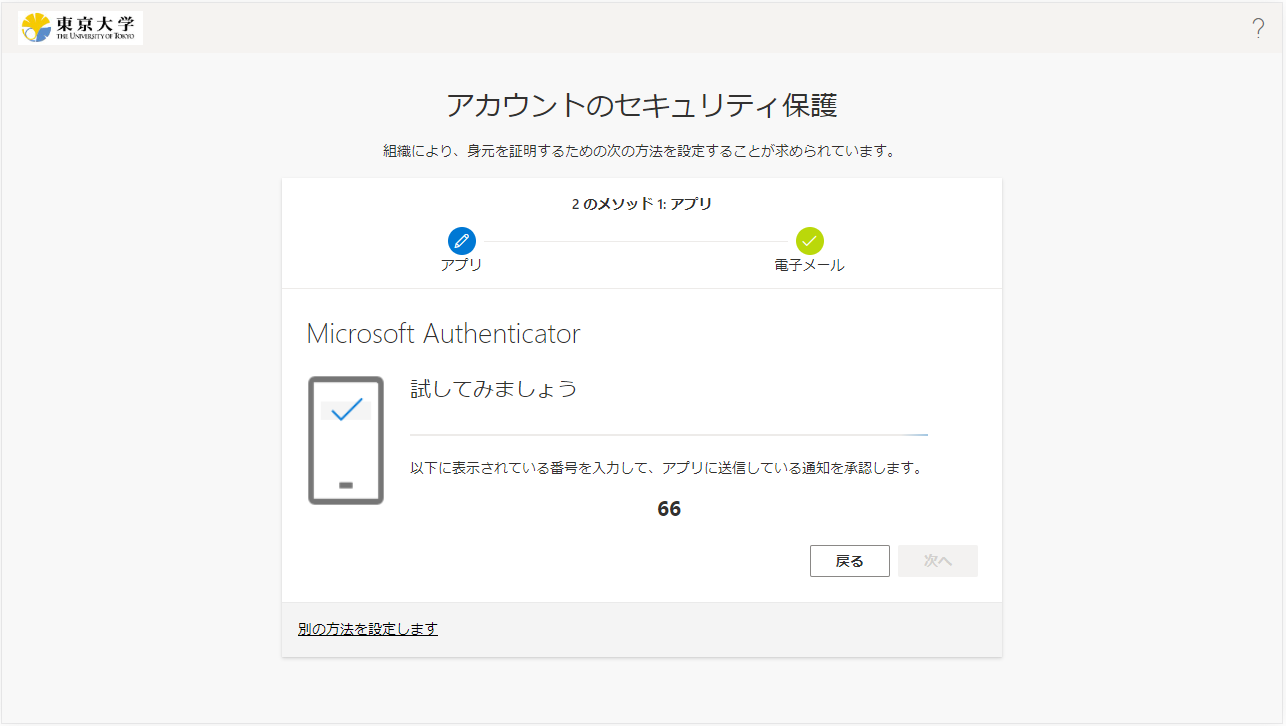 東京大学
THE UNIVERSITY OF TOKYO
?
アカウントのセキュリティ保護
組織により、身元を証明するための次の方法を設定することが求められています。
2 のメソッド 1: アプリ
アプリ
電子メール
Microsoft Authenticator
試してみましょう
以下に表示されている番号を入力して、アプリに送信している通知を承認します。
66
戻る
次へ
別の方法を設定します